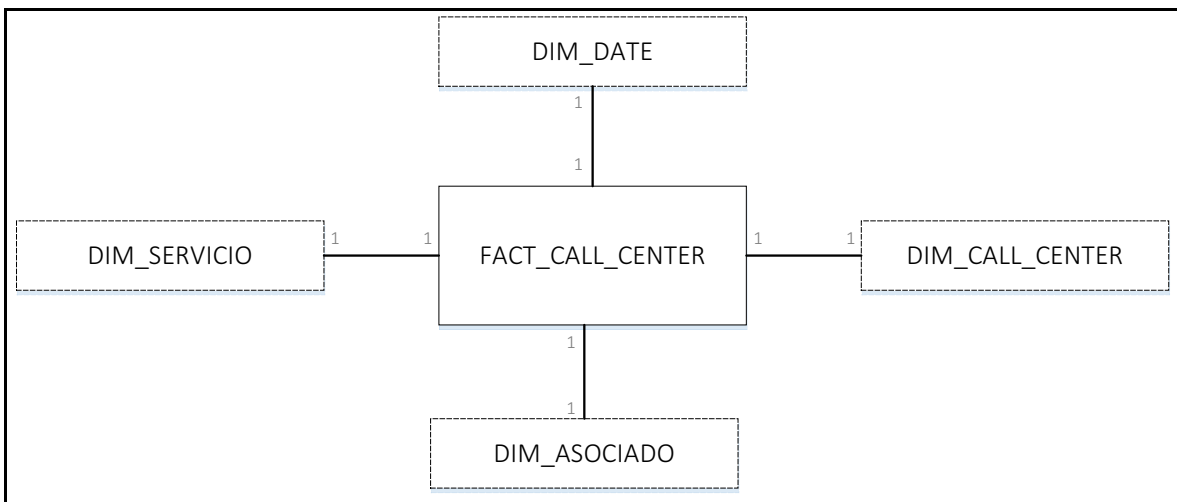 DIM_DATE
1
1
DIM_SERVICIO
1
1
FACT_CALL_CENTER
1
1
DIM_CALL_CENTER
1
1
DIM_ASOCIADO